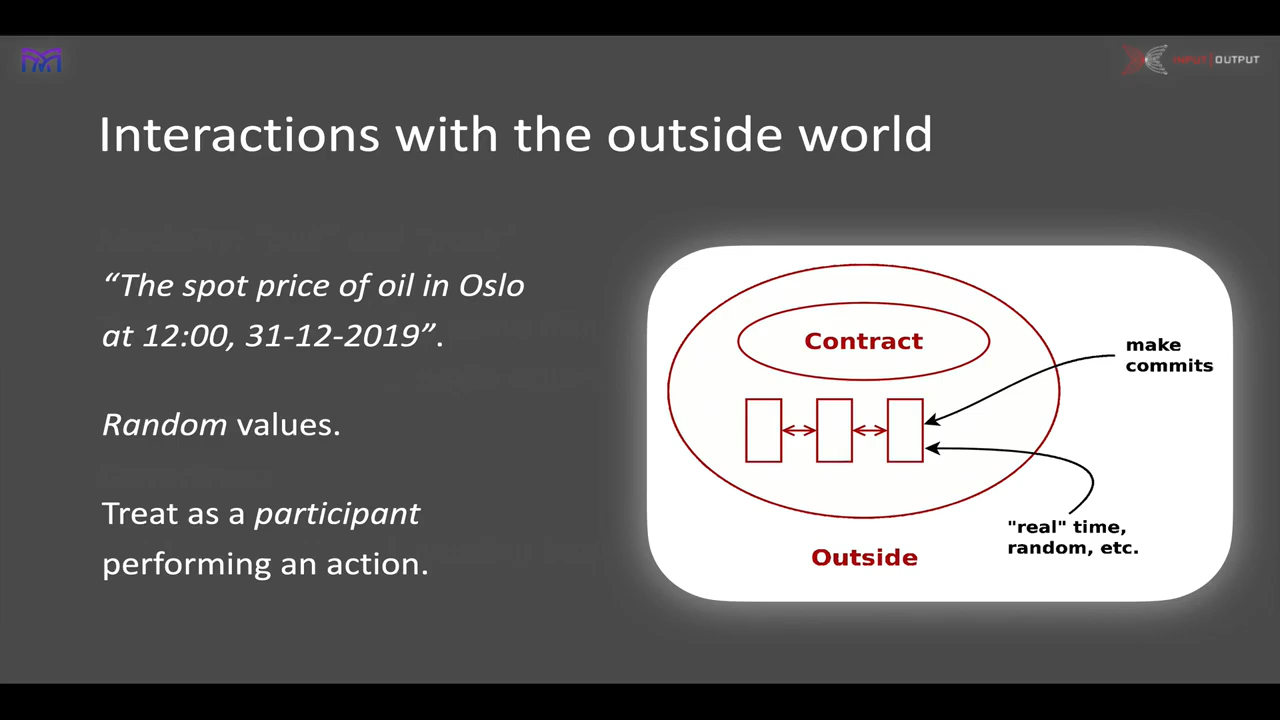 INPUT | OUTPUT
Interactions with the outside world
“The spot price of oil in Oslo
at 12:00, 31-12-2019”.
Random values.
Treat as a participant
performing an action.
Contract
make
commits
"real" time,
random, etc.
Outside